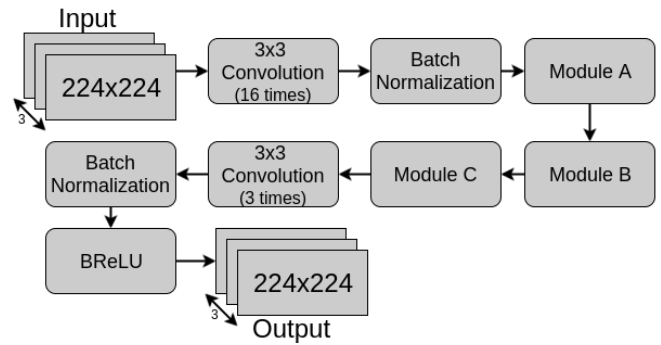 Input
224x224
3
3x3
Convolution
(16 times)
Batch
Normalization
Module A
Module B
Module C
3x3
Convolution
(3 times)
Batch
Normalization
BReLU
224x224
3
Output